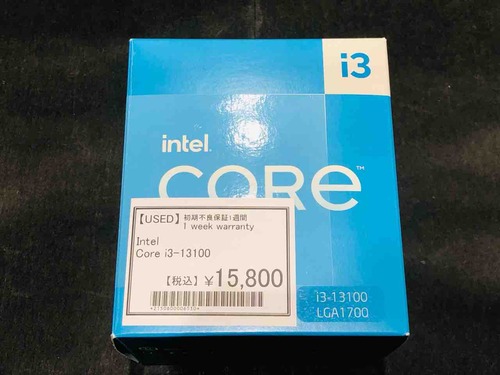 i3
intel.
CORE™
【USED】初期不良保証1週間
1 week warranty
Intel
Core i3-13100
【税込】¥15,800
i3-13100
LGA1700